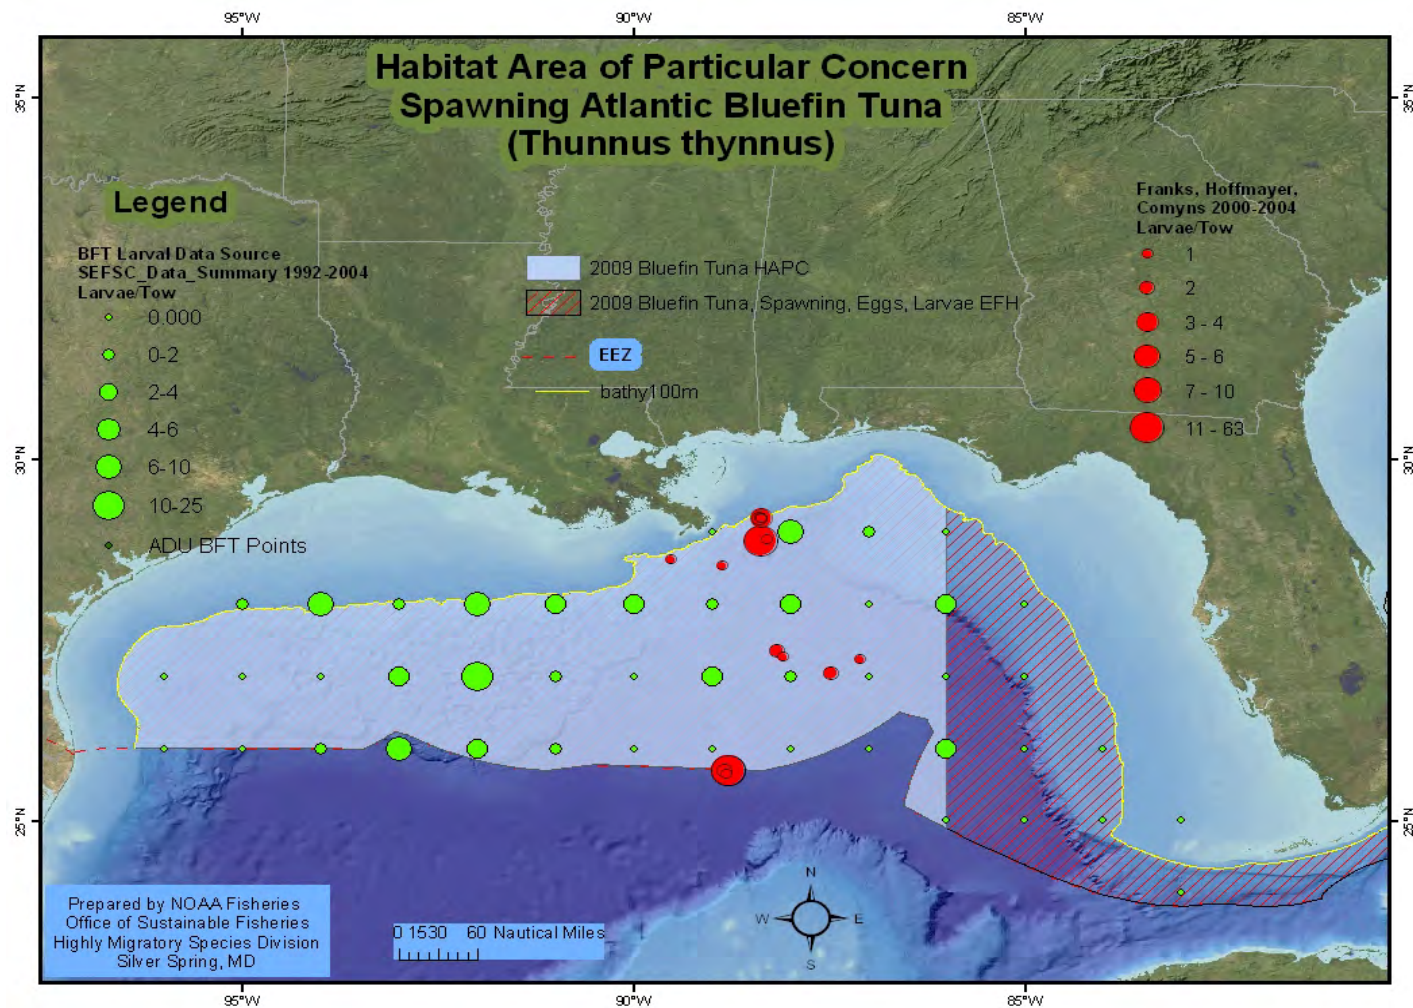 95°W
90°W
85°W
Habitat Area of Particular Concern
Spawning Atlantic Bluefin Tuna
(Thunnus thynnus)
35°N
35°N
Legend
BFT Larval Data Source
SEFSC_Data_Summary 1992-2004
Larvae/Tow
0.000
0-2
2-4
4-6
6-10
10-25
ADU BFT Points
2009 Bluefin Tuna HAPC
2009 Bluefin Tuna, Spawning, Eggs, Larvae EFH
EEZ
bathy100m
Franks, Hoffmayer,
Comyns 2000-2004
Larvae/Tow
1
2
3 - 4
5 - 6
7 - 10
11 - 63
30°N
30°N
25°N
25°N
Prepared by NOAA Fisheries
Office of Sustainable Fisheries
Highly Migratory Species Division
Silver Spring, MD
0 1530 60 Nautical Miles
N
W E
S
95°W
90°W
85°W